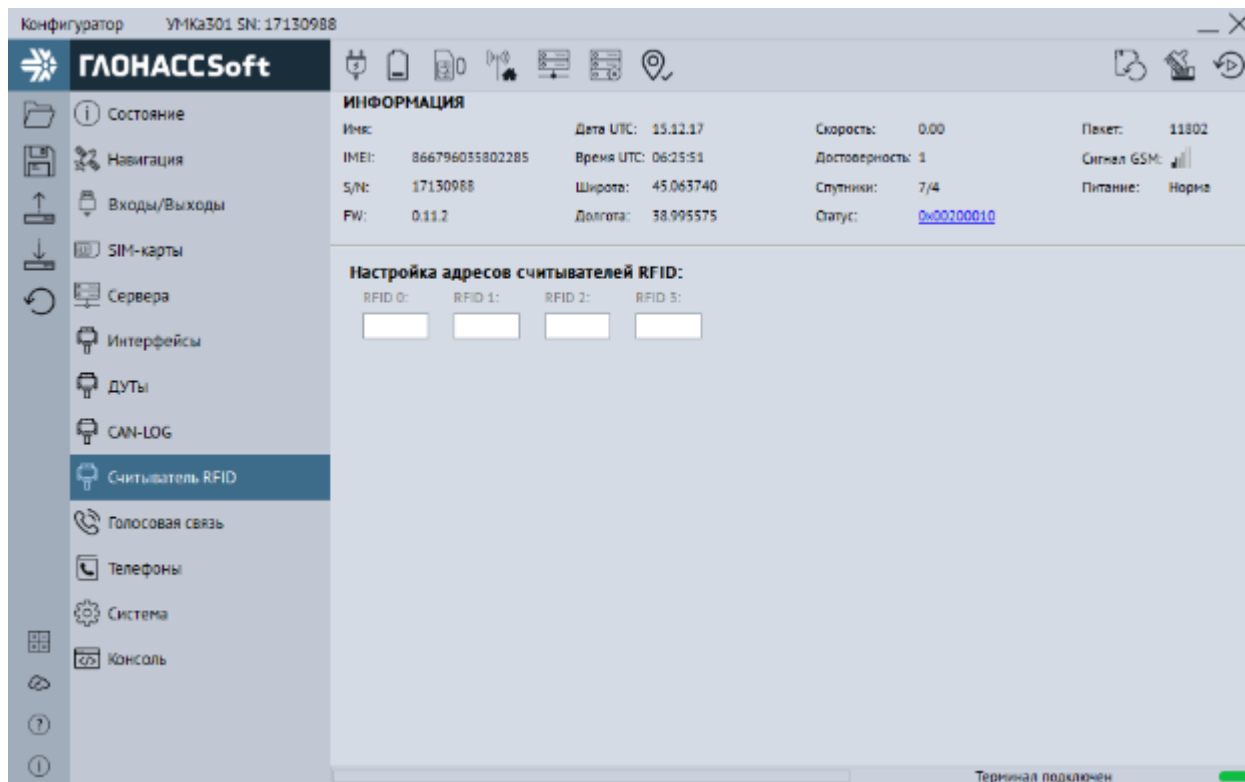 Конфигуратор УМКа301 SN: 17130988
ГЛОНАССSoft
Состояние
Навигация
Входы/Выходы
SIM-карты
Сервера
Интерфейсы
ДУТы
CAN-LOG
Считыватель RFID
Голосовая связь
Телефоны
Система
Консоль
ИНФОРМАЦИЯ
Имя: Дата UTC: 15.12.17 Скорость: 0.00 Пакет: 11802
IMEI: 866796035802285 Время UTC: 06:25:51 Достоверность: 1 Сигнал GSM:
S/N: 17130988 Широта: 45.063740 Спутники: 7/4 Питание: Норма
FW: 0.11.2 Долгота: 38.995575 Статус: 0x00200010
Настройка адресов считывателей RFID:
RFID 0: RFID 1: RFID 2: RFID 3:
Терминал подключен